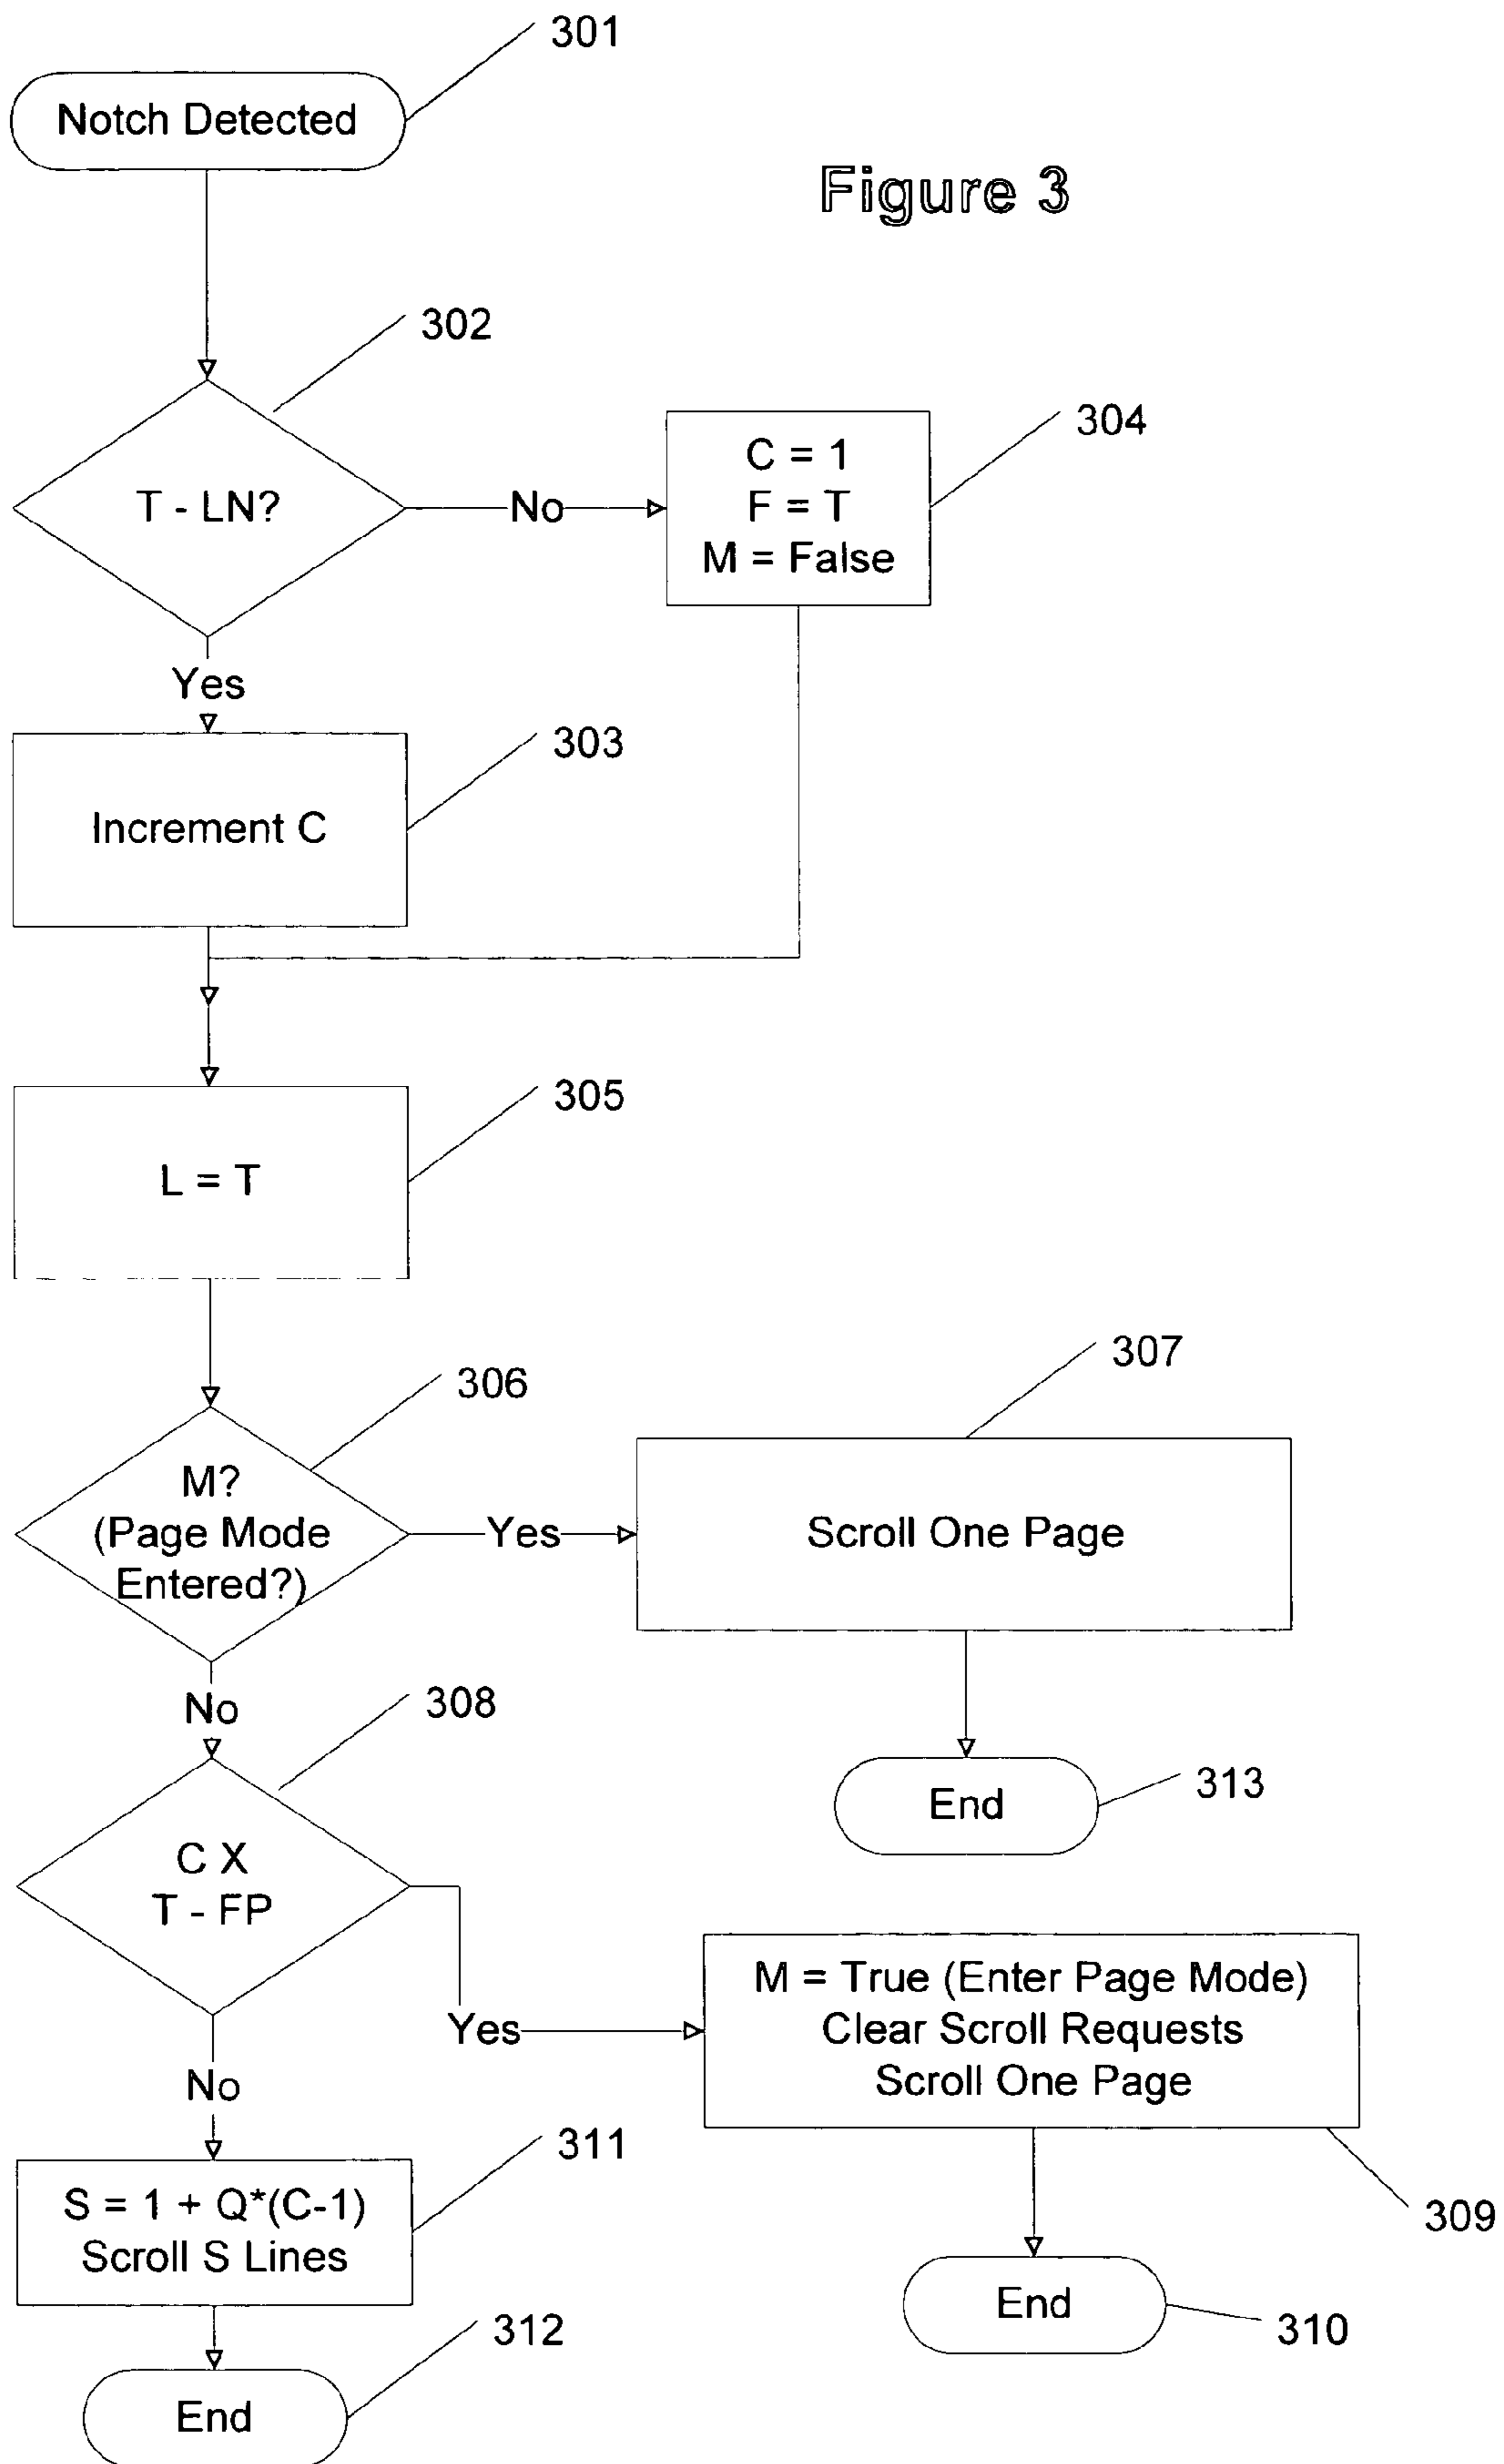 301
Notch Detected
Figure 3
302
T - LN?
No
304
C = 1
F = T
M = False
Yes
303
Increment C
305
L = T
306
M?
(Page Mode
Entered?)
Yes
307
Scroll One Page
No
308
End
313
C X
T - FP
Yes
M = True (Enter Page Mode)
Clear Scroll Requests
Scroll One Page
309
No
311
S = 1 + Q*(C-1)
Scroll S Lines
End
310
312
End